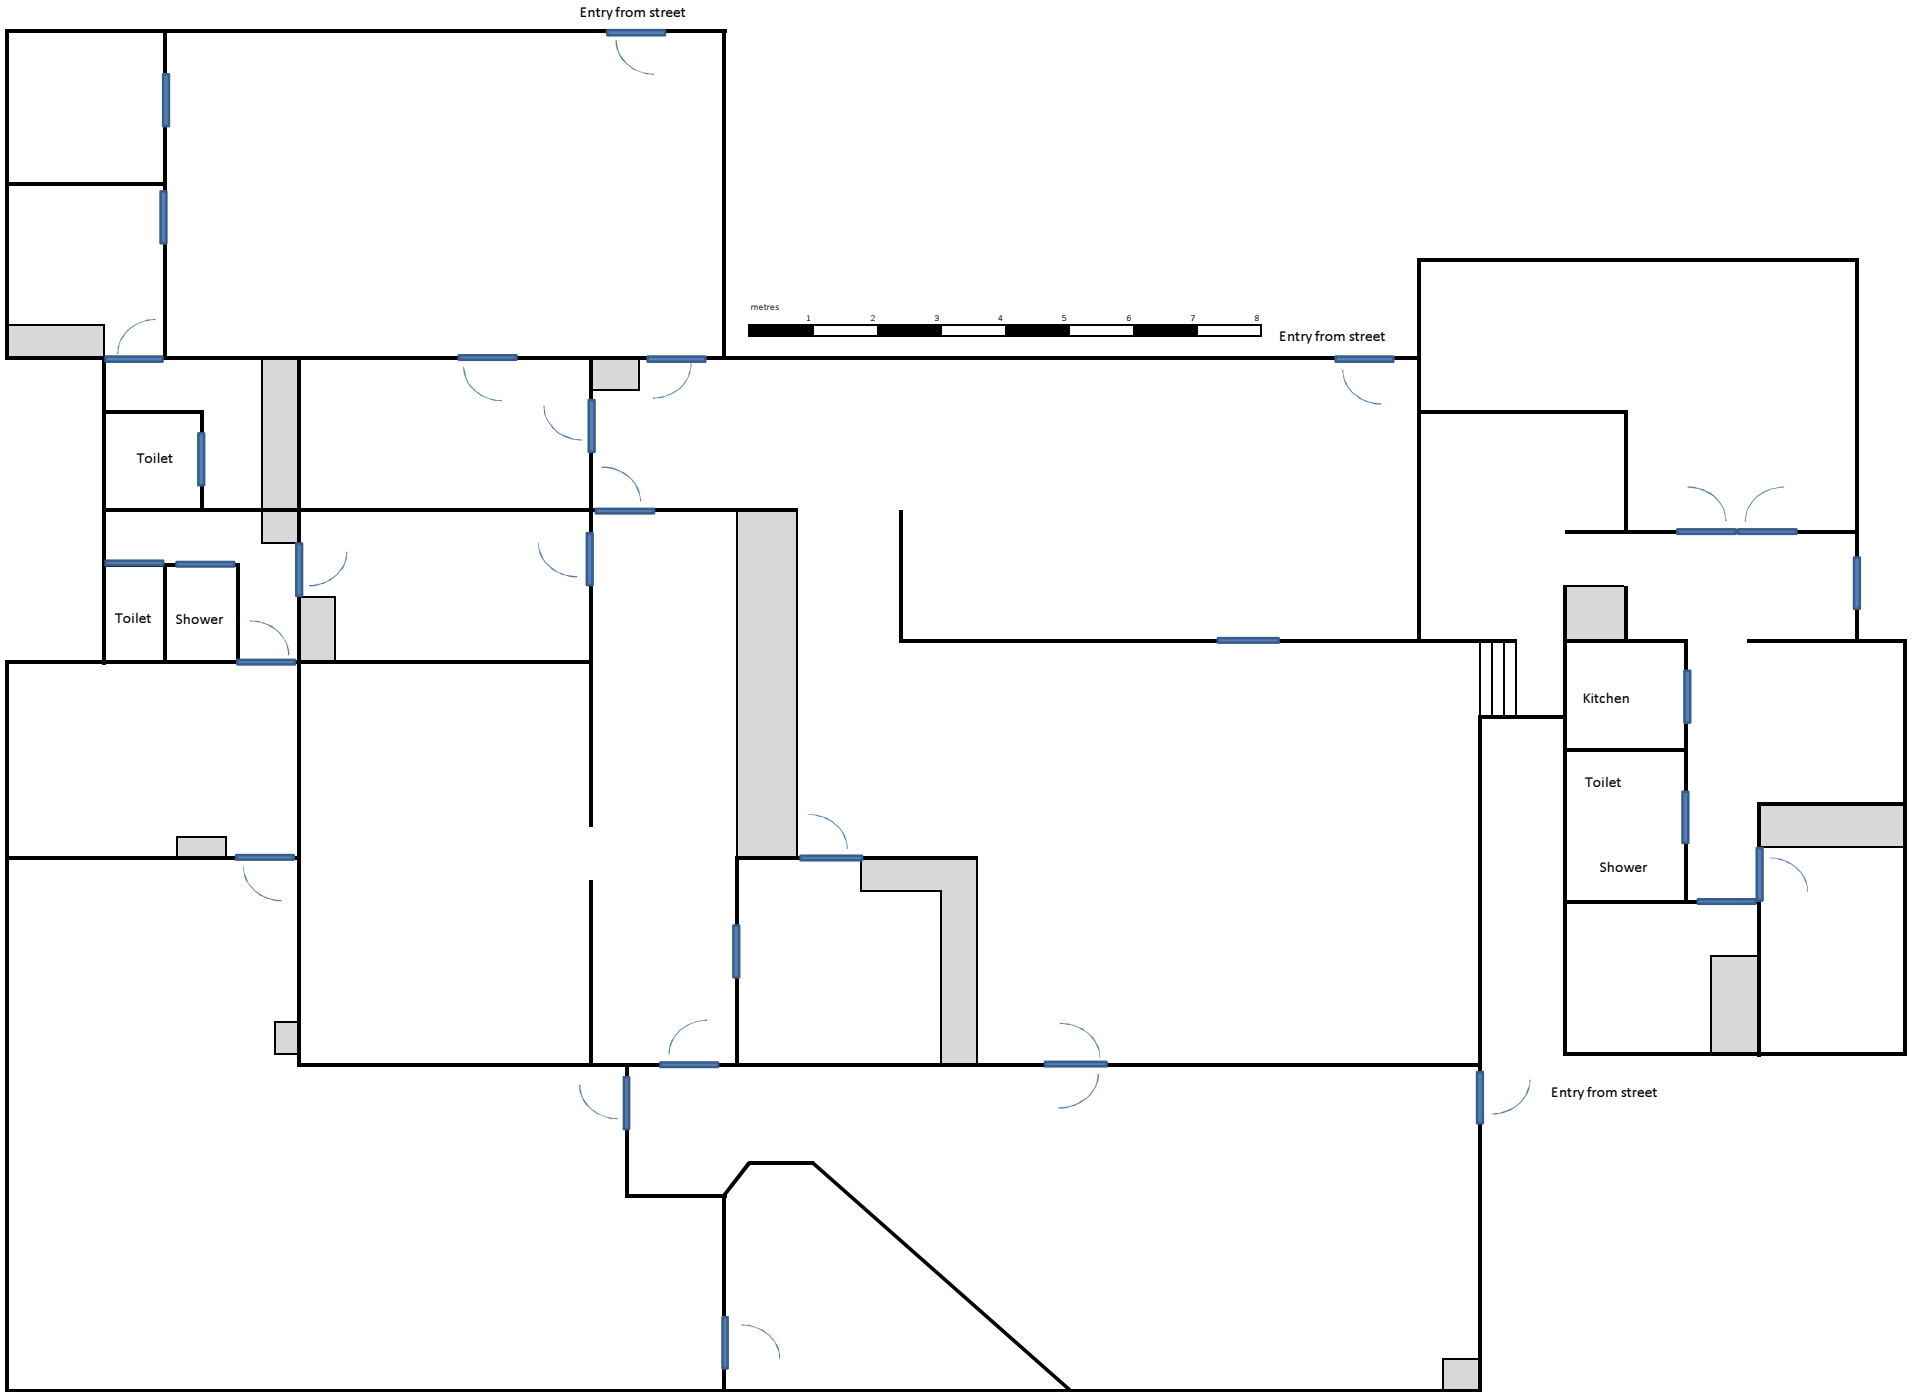 Entry from street
metres
1 2 3 4 5 6 7 8
Entry from street
Toilet
Toilet
Shower
Kitchen
Toilet
Shower
Entry from street